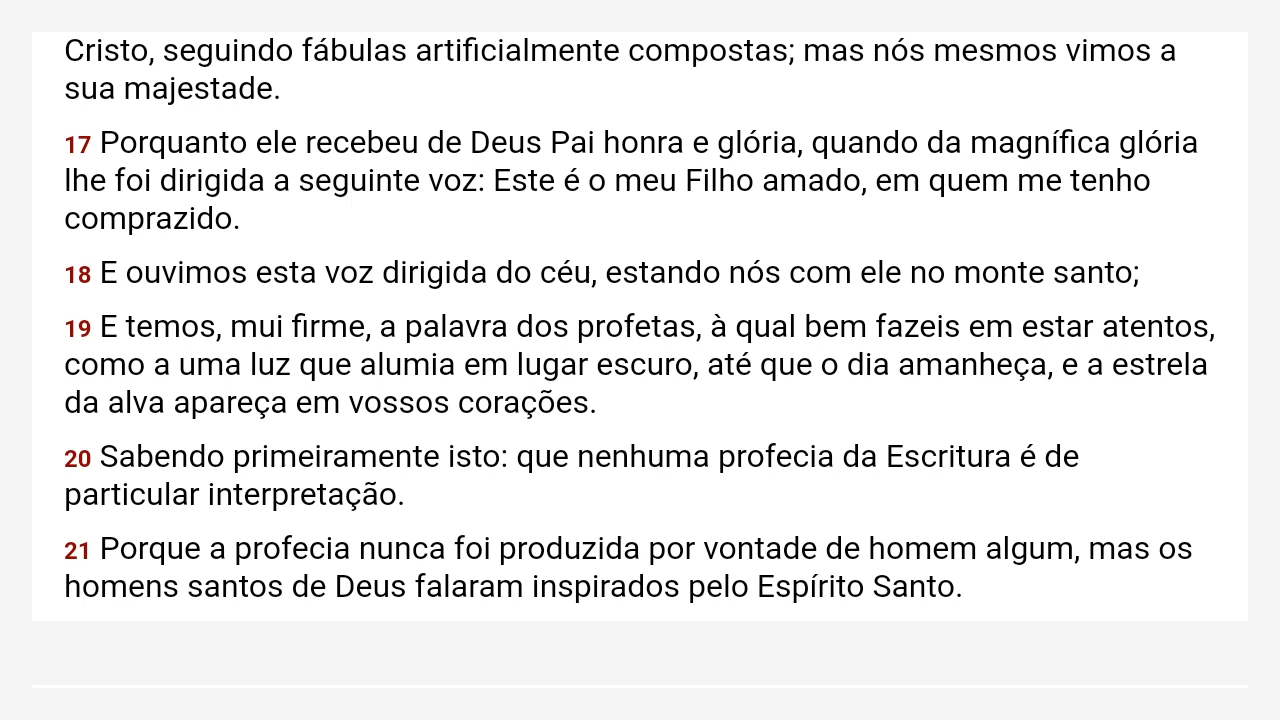 Cristo, seguindo fábulas artificialmente compostas; mas nós mesmos vimos a
sua majestade.
17 Porquanto ele recebeu de Deus Pai honra e glória, quando da magnífica glória
lhe foi dirigida a seguinte voz: Este é o meu Filho amado, em quem me tenho
comprazido.
18 E ouvimos esta voz dirigida do céu, estando nós com ele no monte santo;
19 E temos, mui firme, a palavra dos profetas, à qual bem fazeis em estar atentos,
como a uma luz que alumia em lugar escuro, até que o dia amanheça, e a estrela
da alva apareça em vossos corações.
20 Sabendo primeiramente isto: que nenhuma profecia da Escritura é de
particular interpretação.
21 Porque a profecia nunca foi produzida por vontade de homem algum, mas os
homens santos de Deus falaram inspirados pelo Espírito Santo.